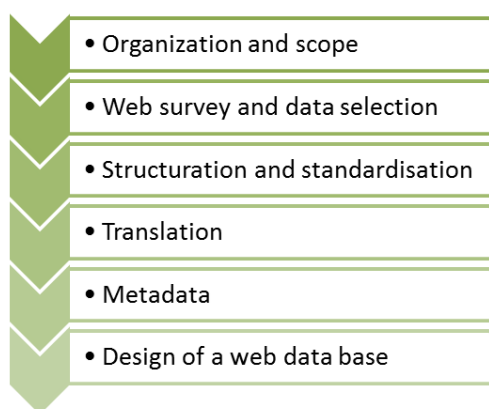 • Organization and scope
• Web survey and data selection
• Structuration and standardisation
• Translation
• Metadata
• Design of a web data base